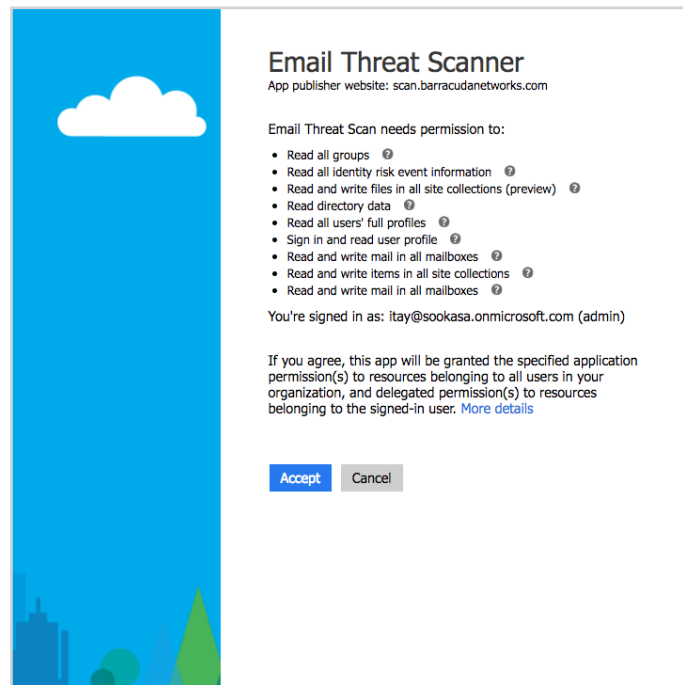 Email Threat Scanner
App publisher website: scan.barracudanetworks.com
Email Threat Scan needs permission to:
• Read all groups ?
• Read all identity risk event information ?
• Read and write files in all site collections (preview) ?
• Read directory data ?
• Read all users' full profiles ?
• Sign in and read user profile ?
• Read and write mail in all mailboxes ?
• Read and write items in all site collections ?
• Read and write mail in all mailboxes ?
You're signed in as: itay@sookasa.onmicrosoft.com (admin)
If you agree, this app will be granted the specified application
permission(s) to resources belonging to all users in your
organization, and delegated permission(s) to resources
belonging to the signed-in user. More details
Accept Cancel